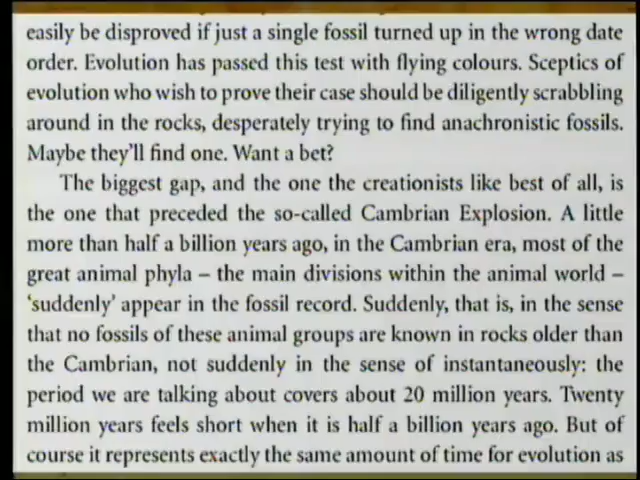 easily be disproved if just a single fossil turned up in the wrong date
order. Evolution has passed this test with flying colours. Sceptics of
evolution who wish to prove their case should be diligently scrabbling
around in the rocks, desperately trying to find anachronistic fossils.
Maybe they'll find one. Want a bet?
The biggest gap, and the one the creationists like best of all, is
the one that preceded the so-called Cambrian Explosion. A little
more than half a billion years ago, in the Cambrian era, most of the
great animal phyla – the main divisions within the animal world –
‘suddenly’ appear in the fossil record. Suddenly, that is, in the sense
that no fossils of these animal groups are known in rocks older than
the Cambrian, not suddenly in the sense of instantaneously: the
period we are talking about covers about 20 million years. Twenty
million years feels short when it is half a billion years ago. But of
course it represents exactly the same amount of time for evolution as